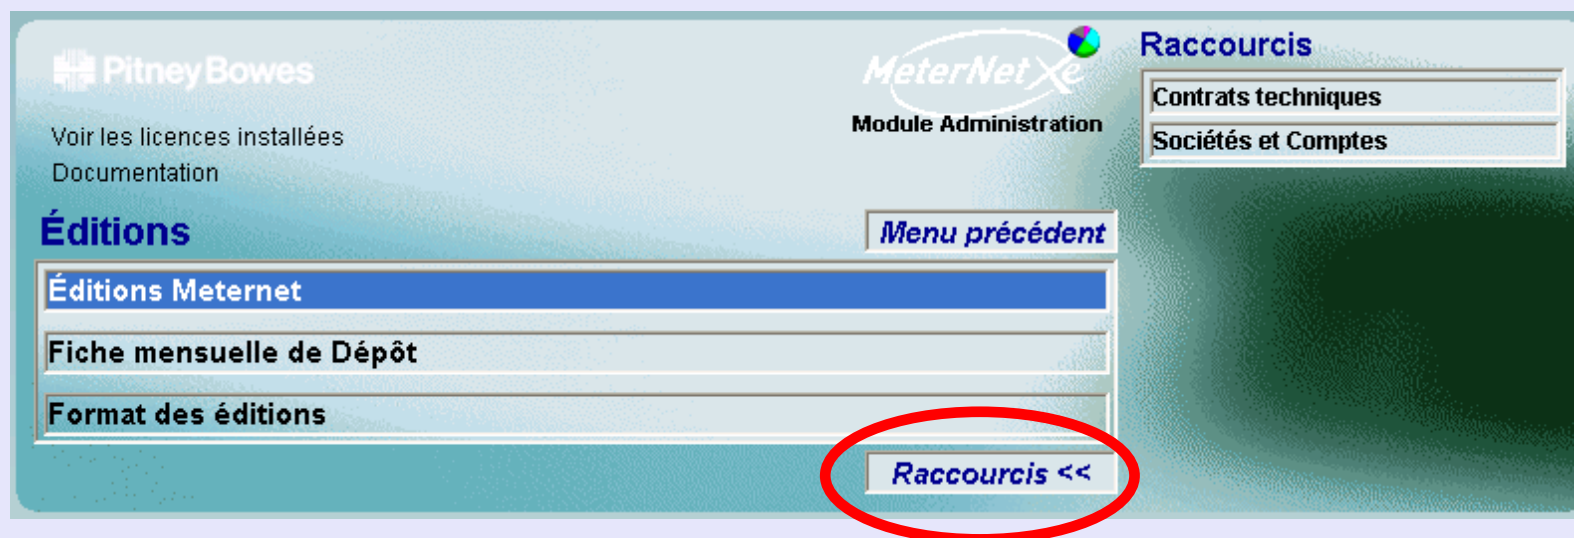 Pitney Bowes
MeterNet Xe
Module Administration
Voir les licences installées
Documentation
Éditions
Menu précédent
Éditions Meternet
Fiche mensuelle de Dépôt
Format des éditions
Raccourcis <<
Raccourcis
Contrats techniques
Sociétés et Comptes